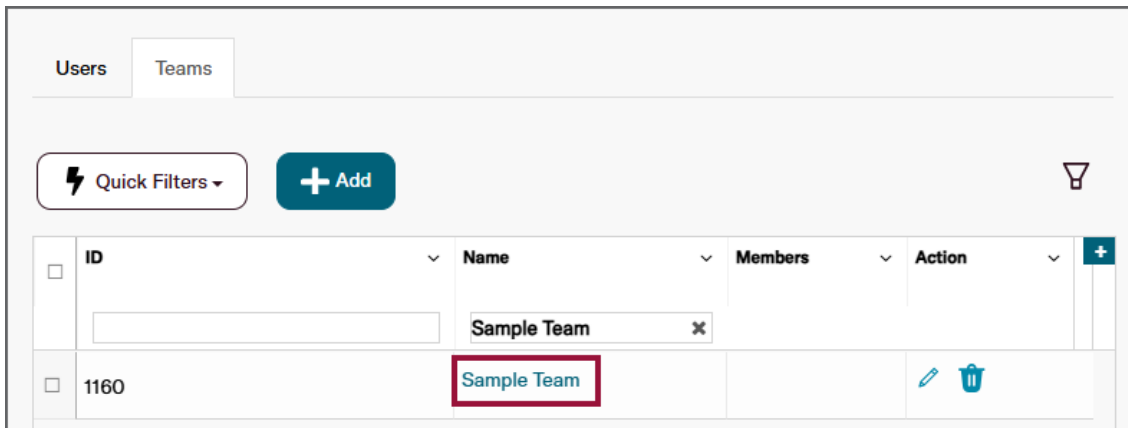 Users Teams
Quick Filters Add
ID Name Members Action
Sample Team
1160 Sample Team